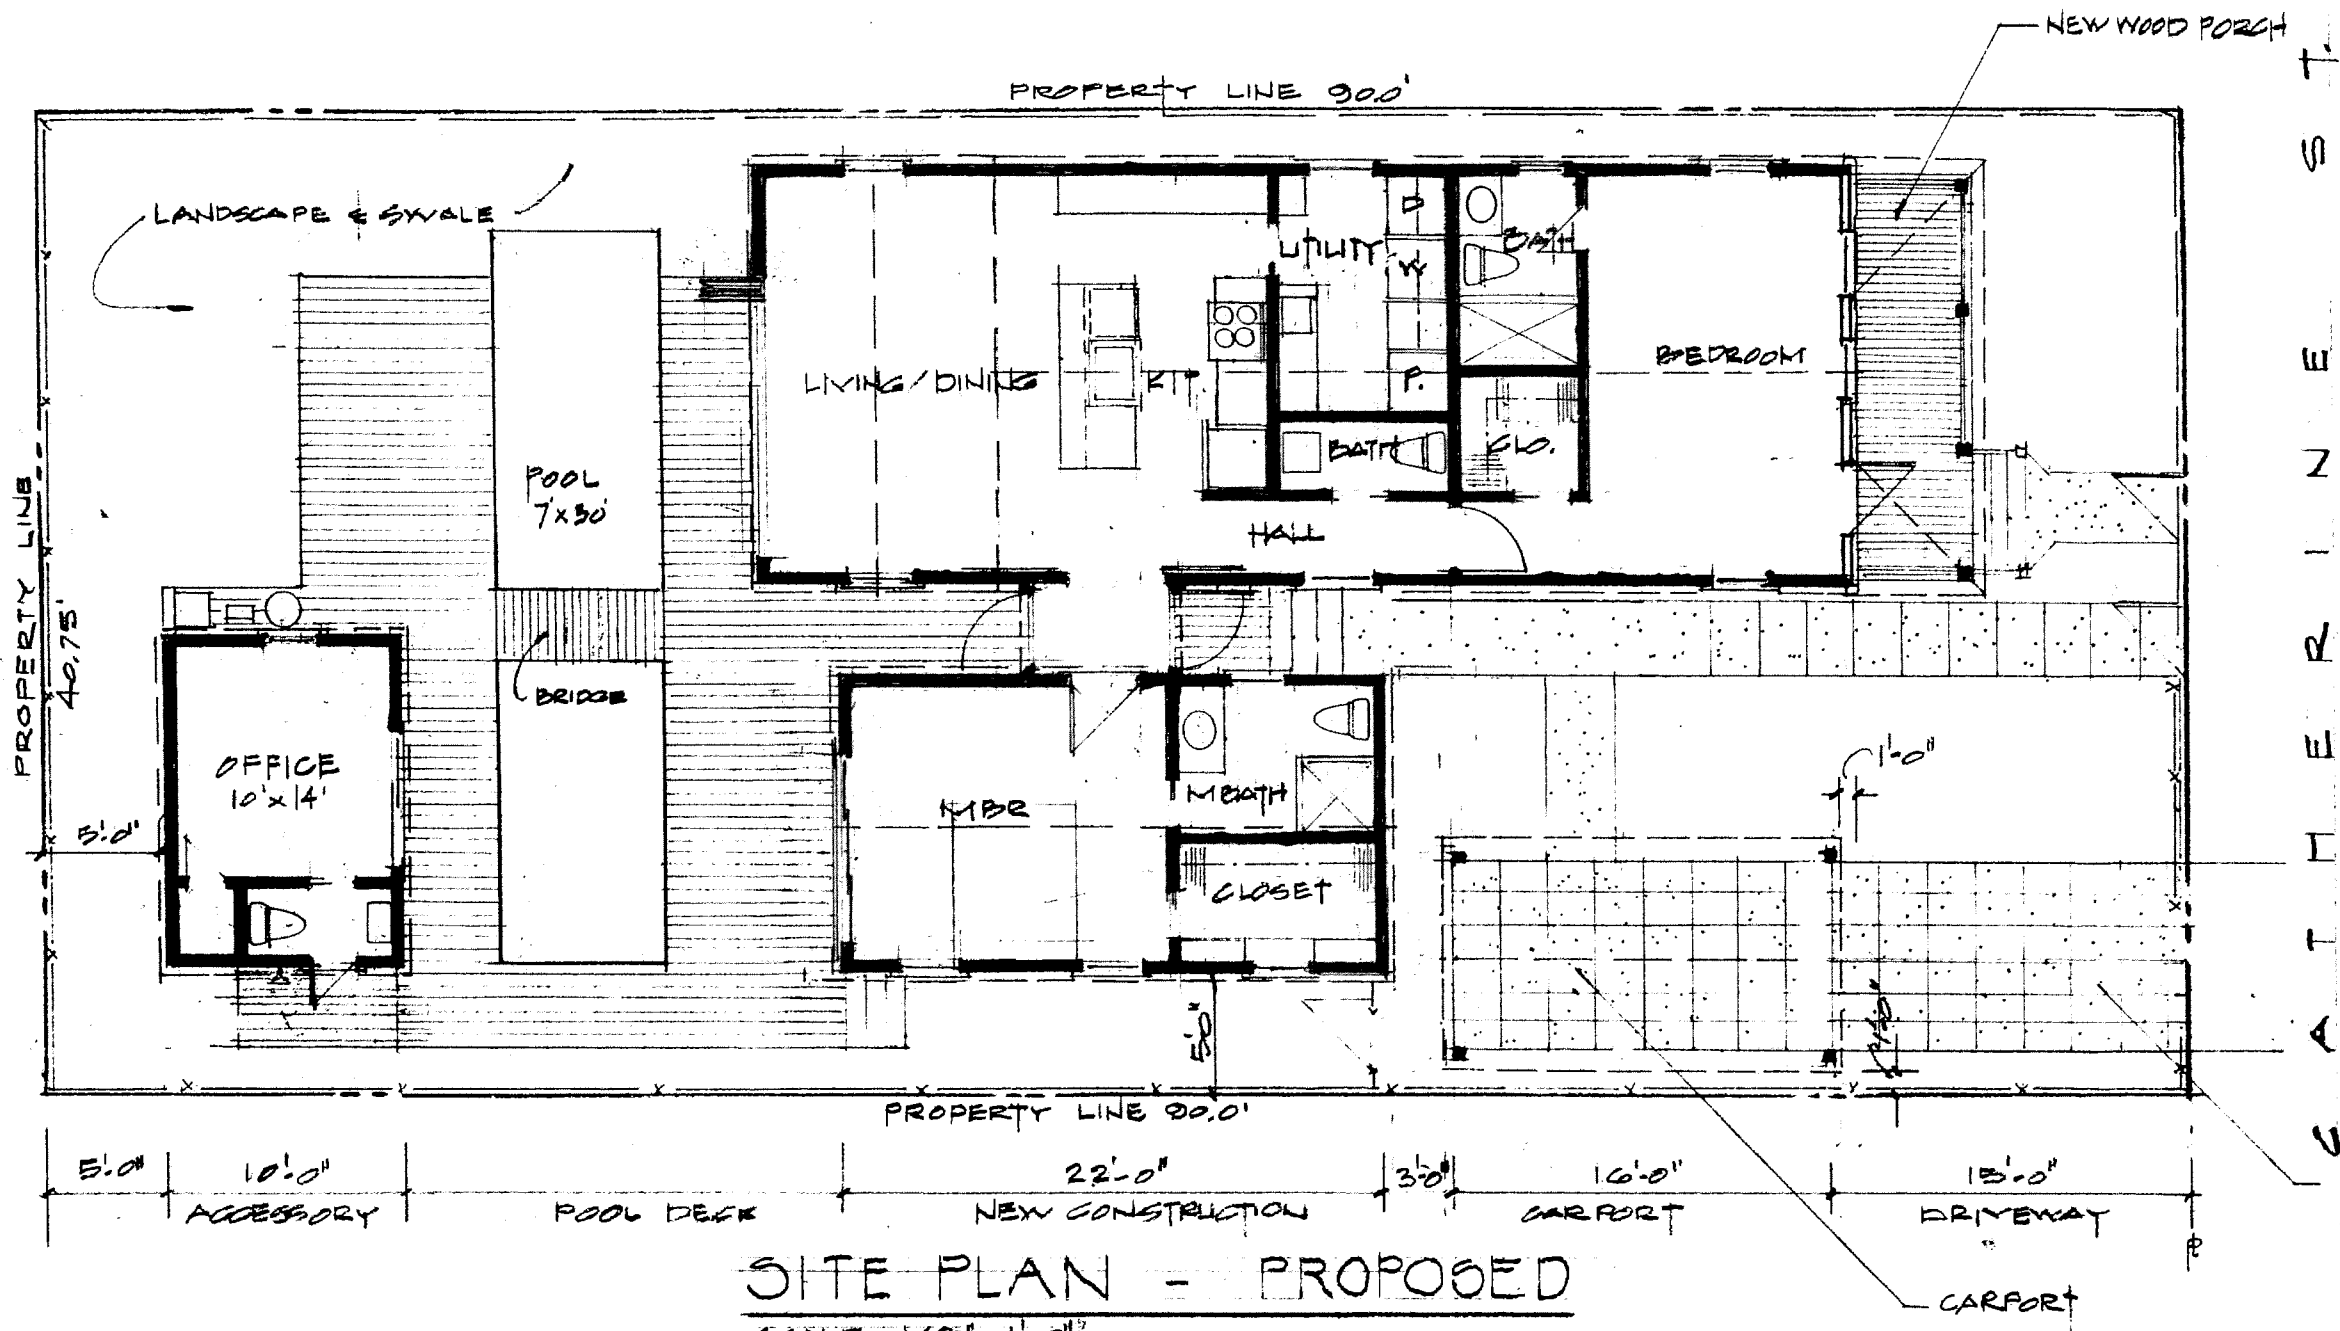 NEW WOOD PORCH
PROPERTY LINE 90.0'
LANDSCAPE & SWALE
UTILITY
D
W
P.
BATH
BEDROOM
LIVING/DINING
KIT.
BATH
CLO.
HALL
POOL
7'x30'
BRIDGE
PROPERTY LINE
40.75'
OFFICE
10'x14'
5'-0"
MBR
M BATH
CLOSET
1'-0"
5'-0"
PROPERTY LINE 90.0'
CATHERINE ST.
5'-0"
10'-0"
22'-0"
3'-0"
16'-0"
15'-0"
ACCESSORY
POOL DECK
NEW CONSTRUCTION
CARPORT
DRIVEWAY
SITE PLAN - PROPOSED
CARPORT